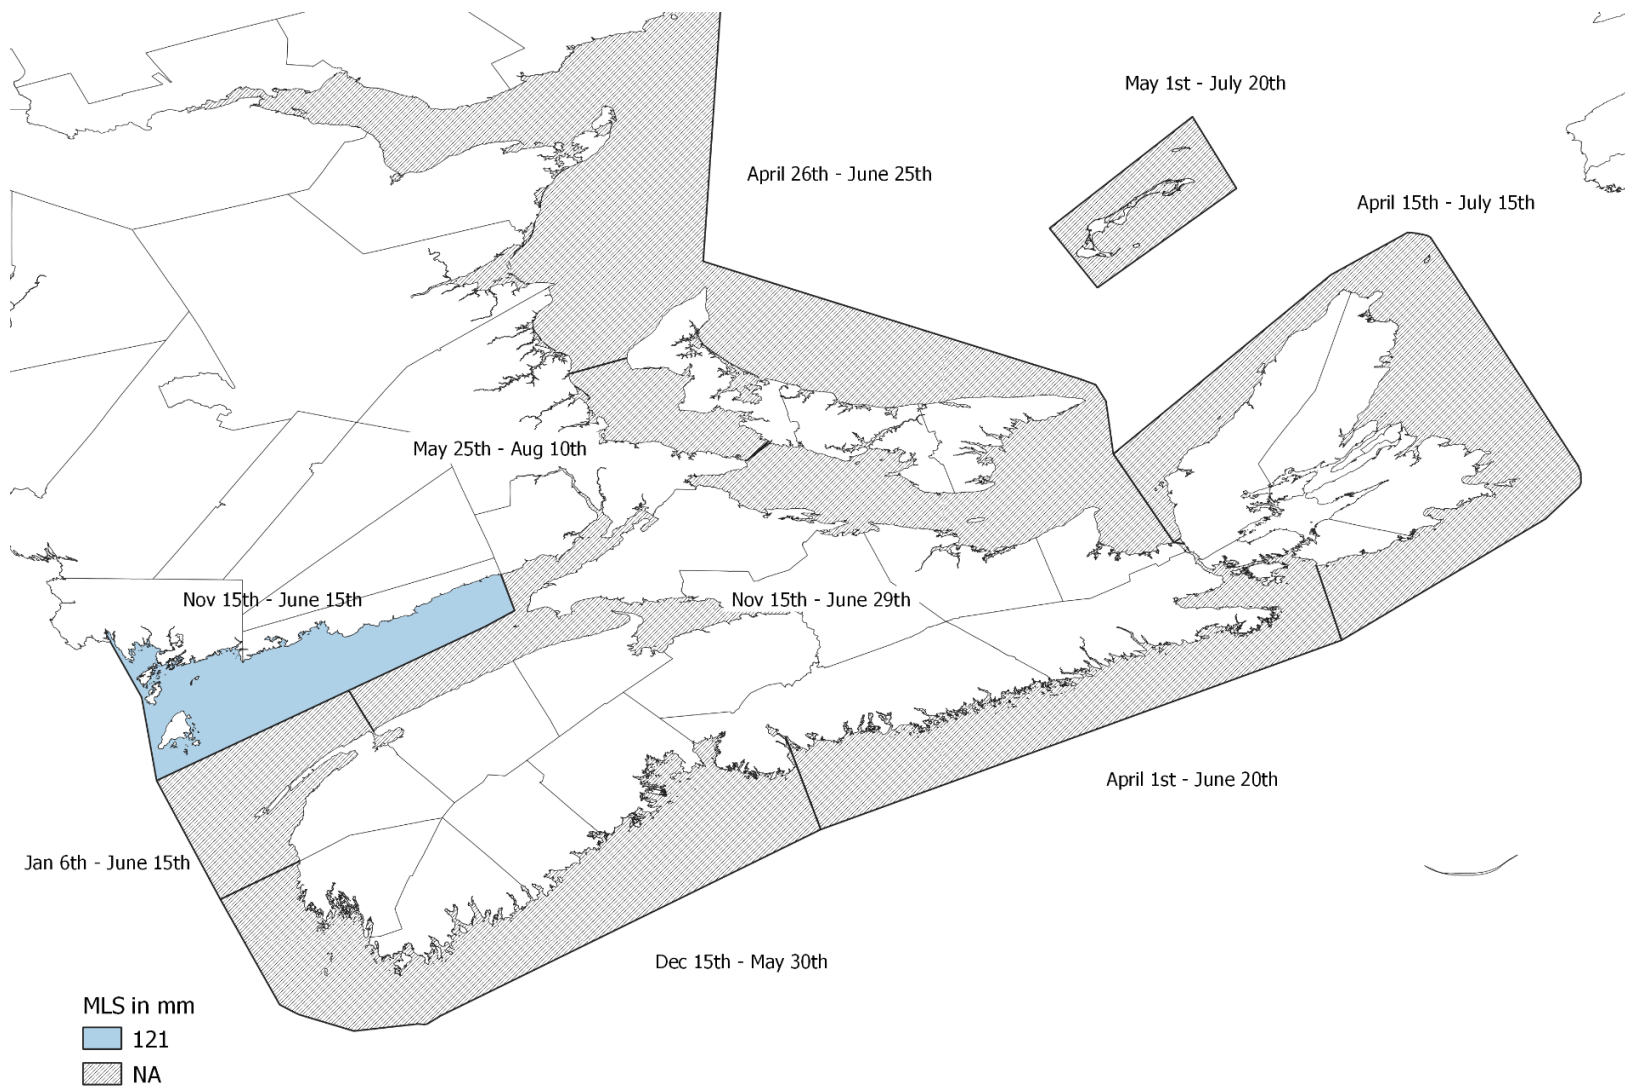 May 1st - July 20th
April 26th - June 25th
April 15th - July 15th
May 25th - Aug 10th
Nov 15th - June 15th
Nov 15th - June 29th
April 1st - June 20th
Jan 6th - June 15th
Dec 15th - May 30th
MLS in mm
121
NA